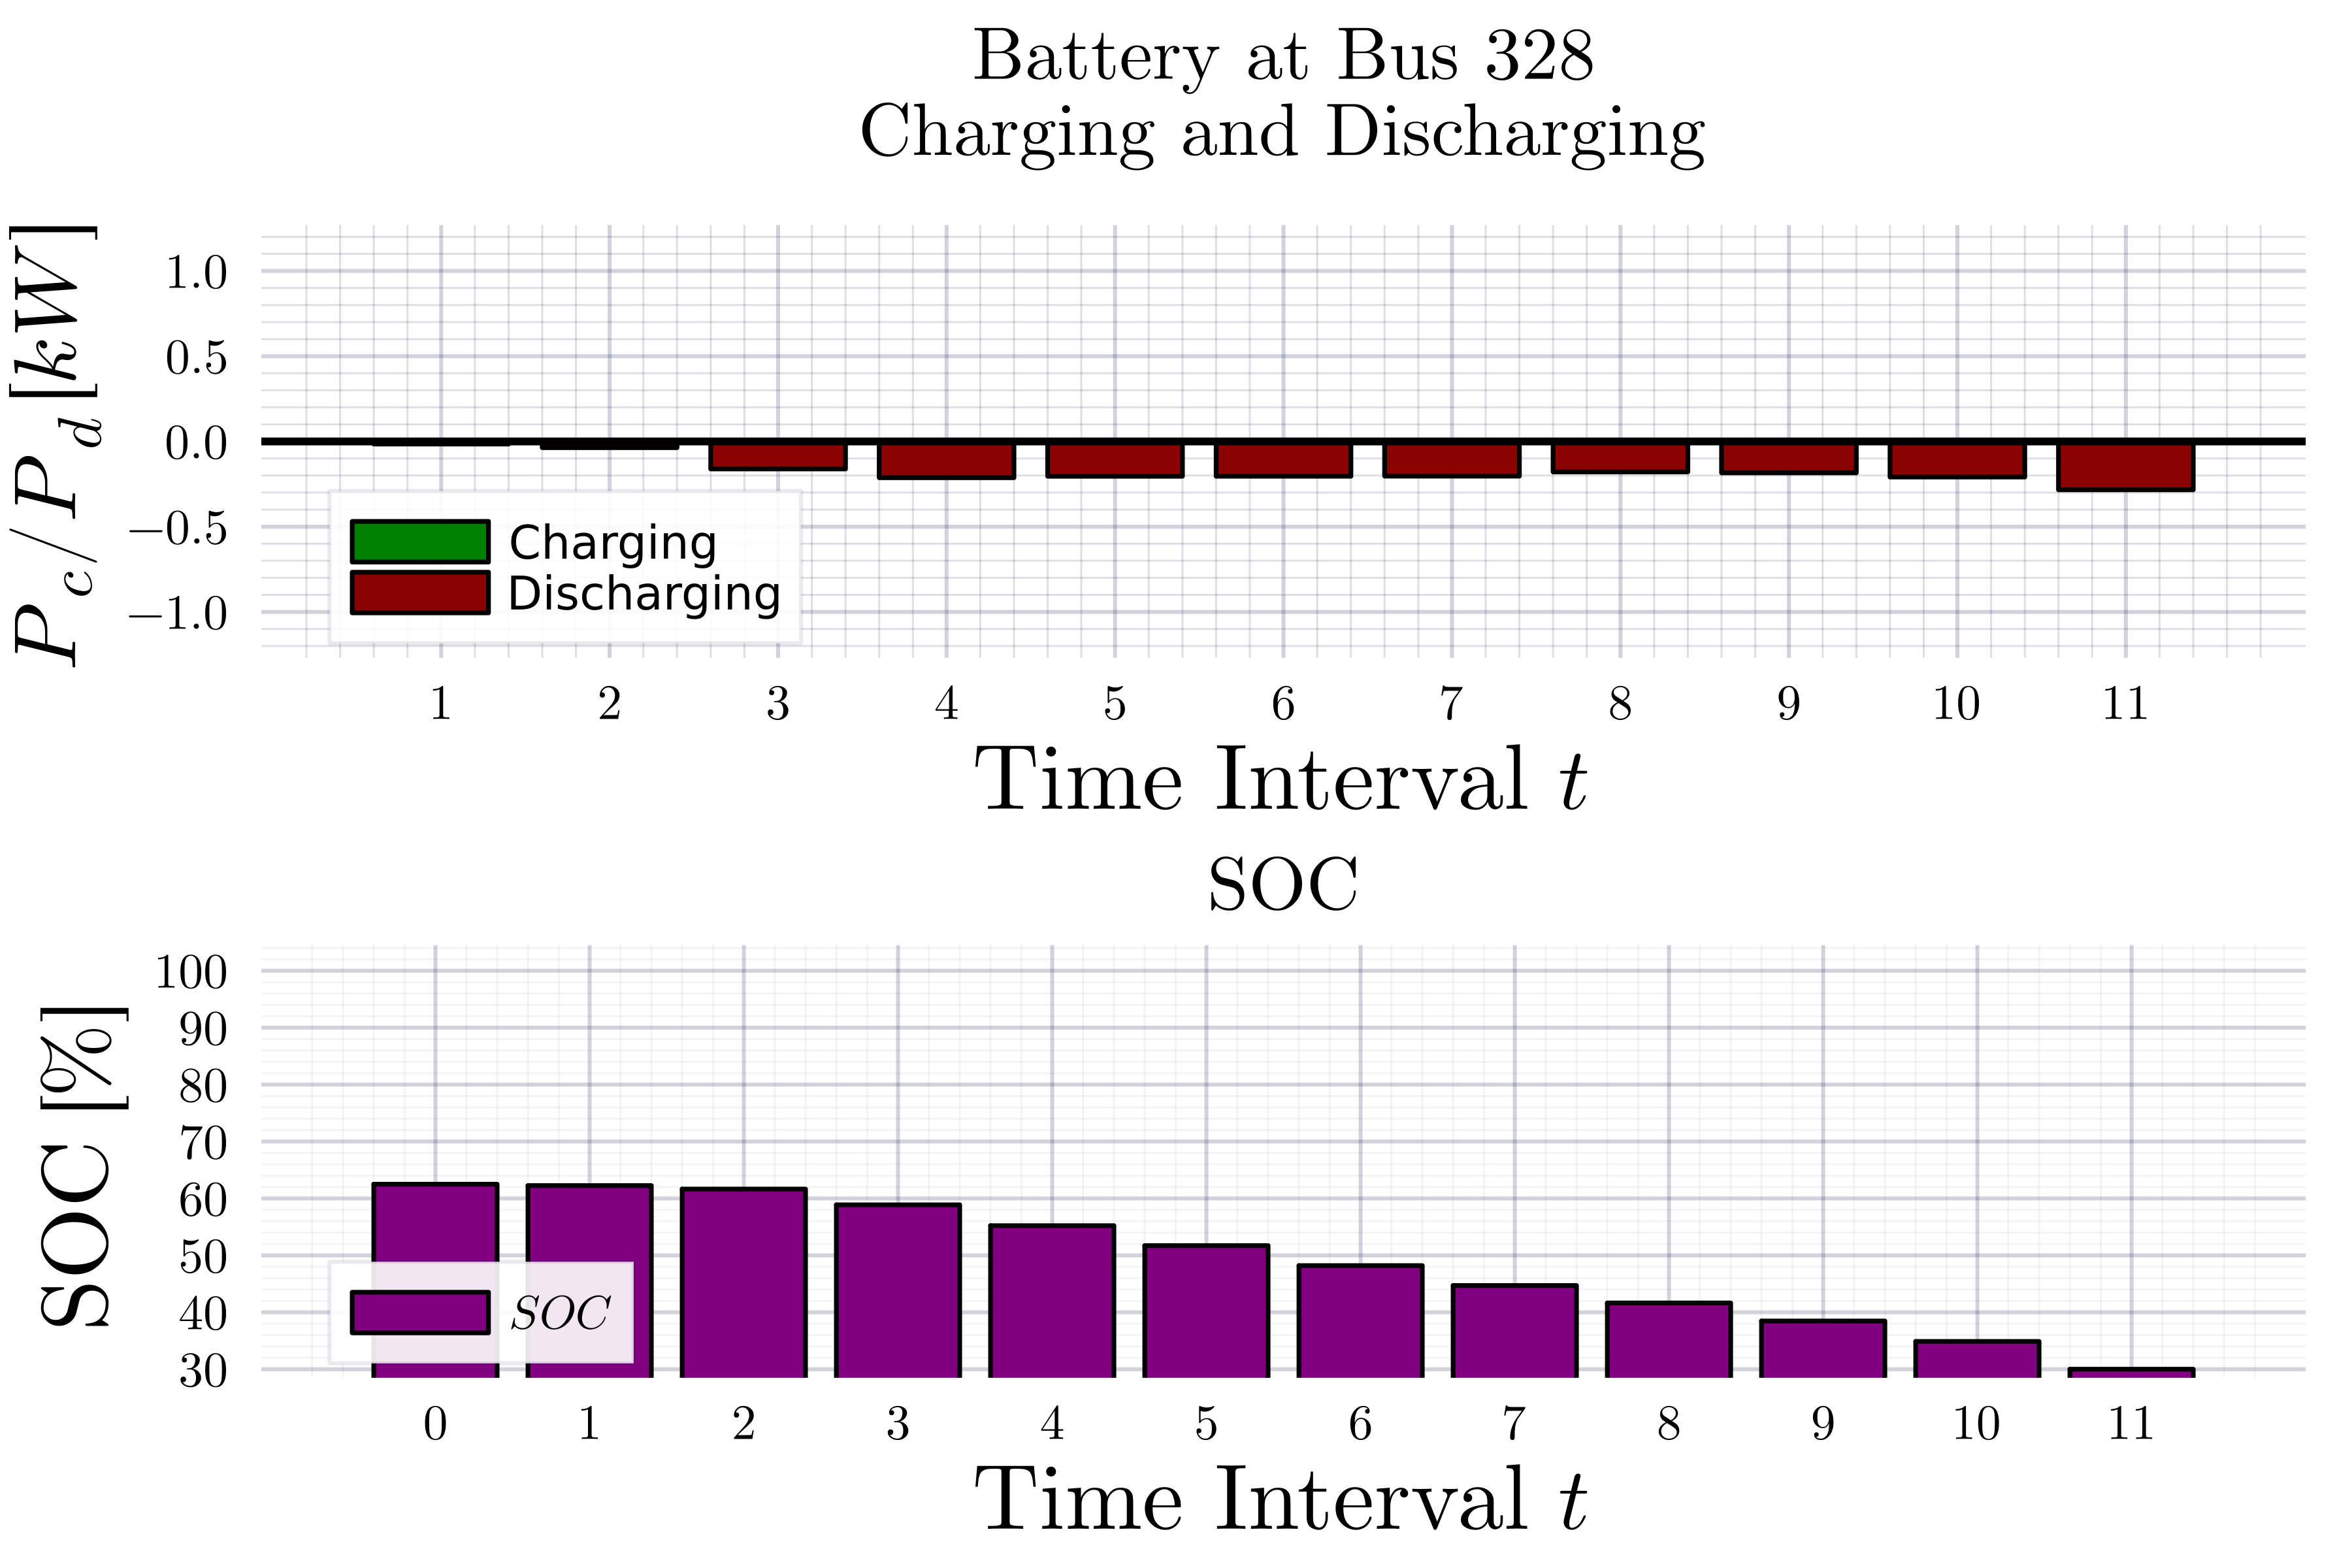 Battery at Bus 328
Charging and Discharging
P_c/P_d [kW]
1.0
0.5
0.0
−0.5
−1.0
Charging
Discharging
1 2 3 4 5 6 7 8 9 10 11
Time Interval t
SOC
SOC [%]
100
90
80
70
60
50
40
30
SOC
0 1 2 3 4 5 6 7 8 9 10 11
Time Interval t